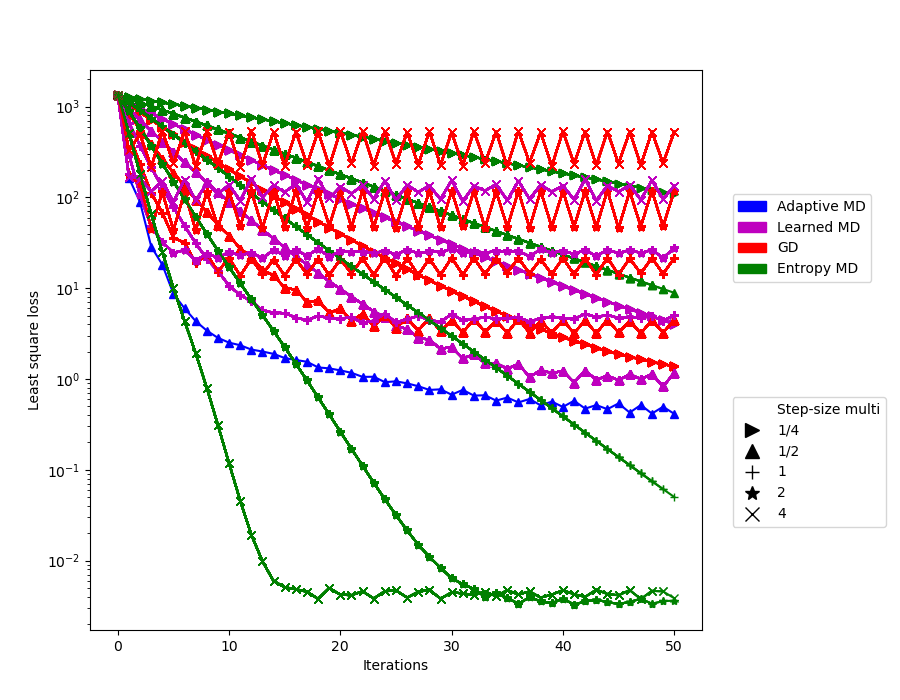 10³
10²
10¹
10⁰
10⁻¹
10⁻²
Least square loss
0
10
20
30
40
50
Iterations
Adaptive MD
Learned MD
GD
Entropy MD
Step-size multi
1/4
1/2
1
2
4